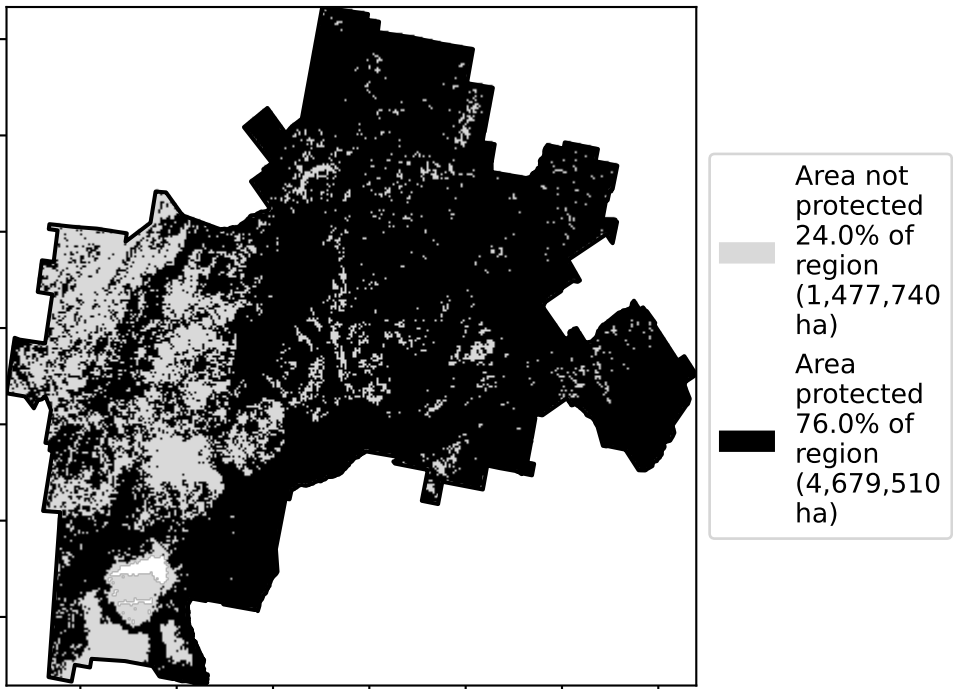 Area not
protected
24.0% of
region
(1,477,740
ha)
Area
protected
76.0% of
region
(4,679,510
ha)